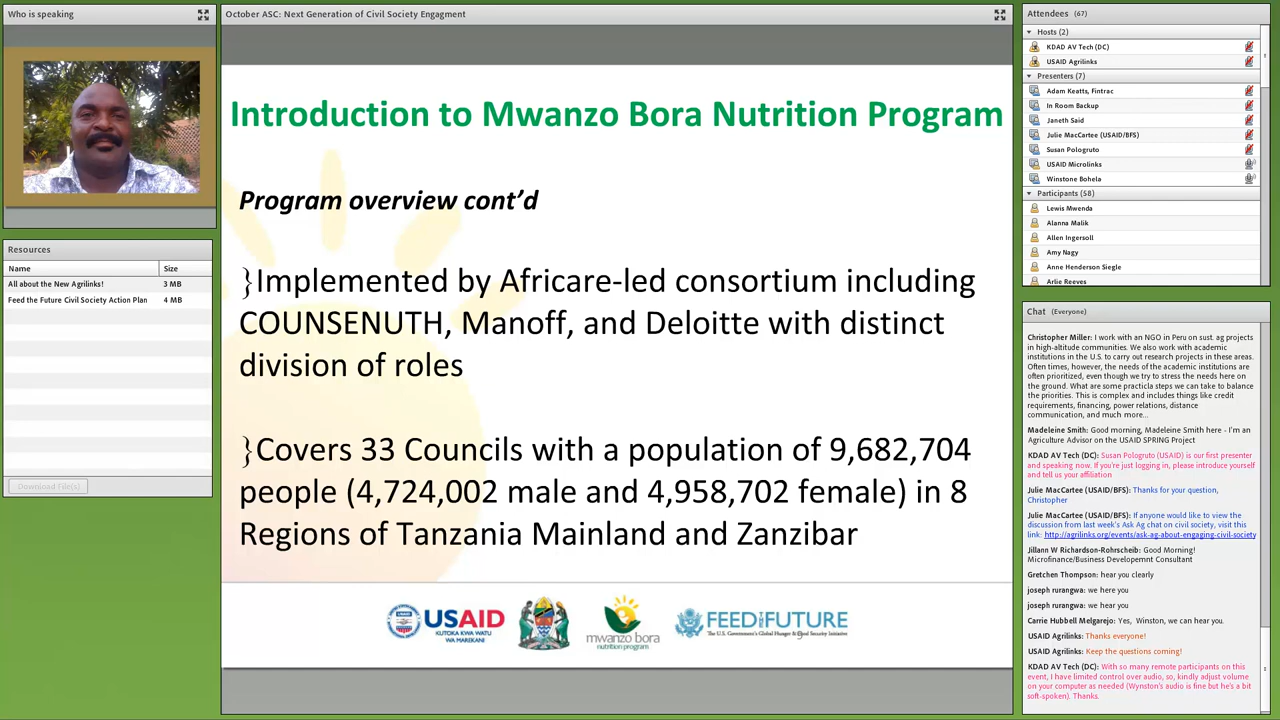 Who is speaking
October ASC: Next Generation of Civil Society Engagment
Attendees (67)
Hosts (2)
KDAD AV Tech (DC)
USAID Agrilinks
Presenters (7)
Adam Keatts, Fintrac
In Room Backup
Janeth Said
Julie MacCartee (USAID/BFS)
Susan Pologruto
USAID Microlinks
Winstone Bohela
Participants (58)
Lewis Mwenda
Alanna Malik
Allen Ingersoll
Amy Nagy
Anne Henderson Siegle
Arlie Reeves
Resources
Name Size
All about the New Agrilinks! 3 MB
Feed the Future Civil Society Action Plan 4 MB
Download File(s)
Introduction to Mwanzo Bora Nutrition Program
Program overview cont’d
}Implemented by Africare-led consortium including
COUNSENUTH, Manoff, and Deloitte with distinct
division of roles
}Covers 33 Councils with a population of 9,682,704
people (4,724,002 male and 4,958,702 female) in 8
Regions of Tanzania Mainland and Zanzibar
USAID
KUTOKA KWA WATU
WA MAREKANI
mwanzo bora
nutrition program
FEED THE FUTURE
The U.S. Government's Global Hunger & Food Security Initiative
Chat (Everyone)
Christopher Miller: I work with an NGO in Peru on sust. ag projects
in high-altitude communities. We also work with academic
institutions in the U.S. to carry out research projects in these areas.
Often times, however, the needs of the academic institutions are
often prioritized, even though we try to stress the needs here on
the ground. What are some practicla steps we can take to balance
the priorities. This is complex and includes things like credit
requirements, financing, power relations, distance
communication, and much more...
Madeleine Smith: Good morning, Madeleine Smith here - I'm an
Agriculture Advisor on the USAID SPRING Project
KDAD AV Tech (DC): Susan Pologruto (USAID) is our first presenter
and speaking now. If you're just logging in, please introduce yourself
and tell us your affiliation
Julie MacCartee (USAID/BFS): Thanks for your question,
Christopher
Julie MacCartee (USAID/BFS): If anyone would like to view the
discussion from last week's Ask Ag chat on civil society, visit this
link: http://agrilinks.org/events/ask-ag-about-engaging-civil-society
Jillann W Richardson-Rohrscheib: Good Morning!
Microfinance/Business Developemnt Consultant
Gretchen Thompson: hear you clearly
joseph rurangwa: we here you
joseph rurangwa: we hear you
Carrie Hubbell Melgarejo: Yes, Winston, we can hear you.
USAID Agrilinks: Thanks everyone!
USAID Agrilinks: Keep the questions coming!
KDAD AV Tech (DC): With so many remote participants on this
event, I have limited control over audio, so, kindly adjust volume
on your computer as needed (Wynston's audio is fine but he's a bit
soft-spoken). Thanks.